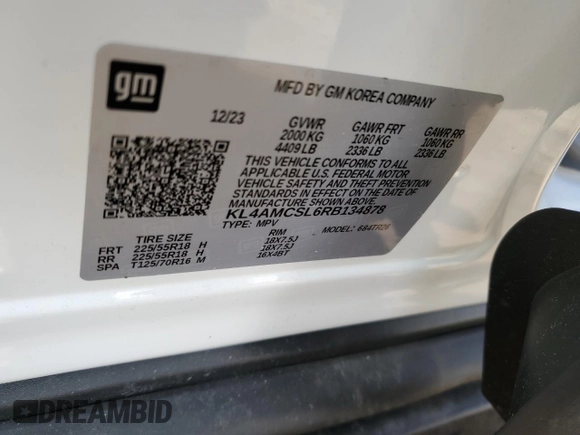 gm
MFD BY GM KOREA COMPANY
12/23 GVWR GAWR FRT GAWR RR
2000 KG 1060 KG 1060 KG
4409 LB 2336 LB 2336 LB
THIS VEHICLE CONFORMS TO ALL
APPLICABLE U.S. FEDERAL MOTOR
VEHICLE SAFETY AND THEFT PREVENTION
STANDARDS IN EFFECT ON THE DATE OF
MANUFACTURE SHOWN ABOVE.
KL4AMCSL6RB134878
TYPE: MPV MODEL:
TIRE SIZE RIM
FRT 225/55R18 H 18X7.5J
RR 225/55R18 H 18X7.5J
SPA T125/70R16 M 16X4BT
DREAMBID